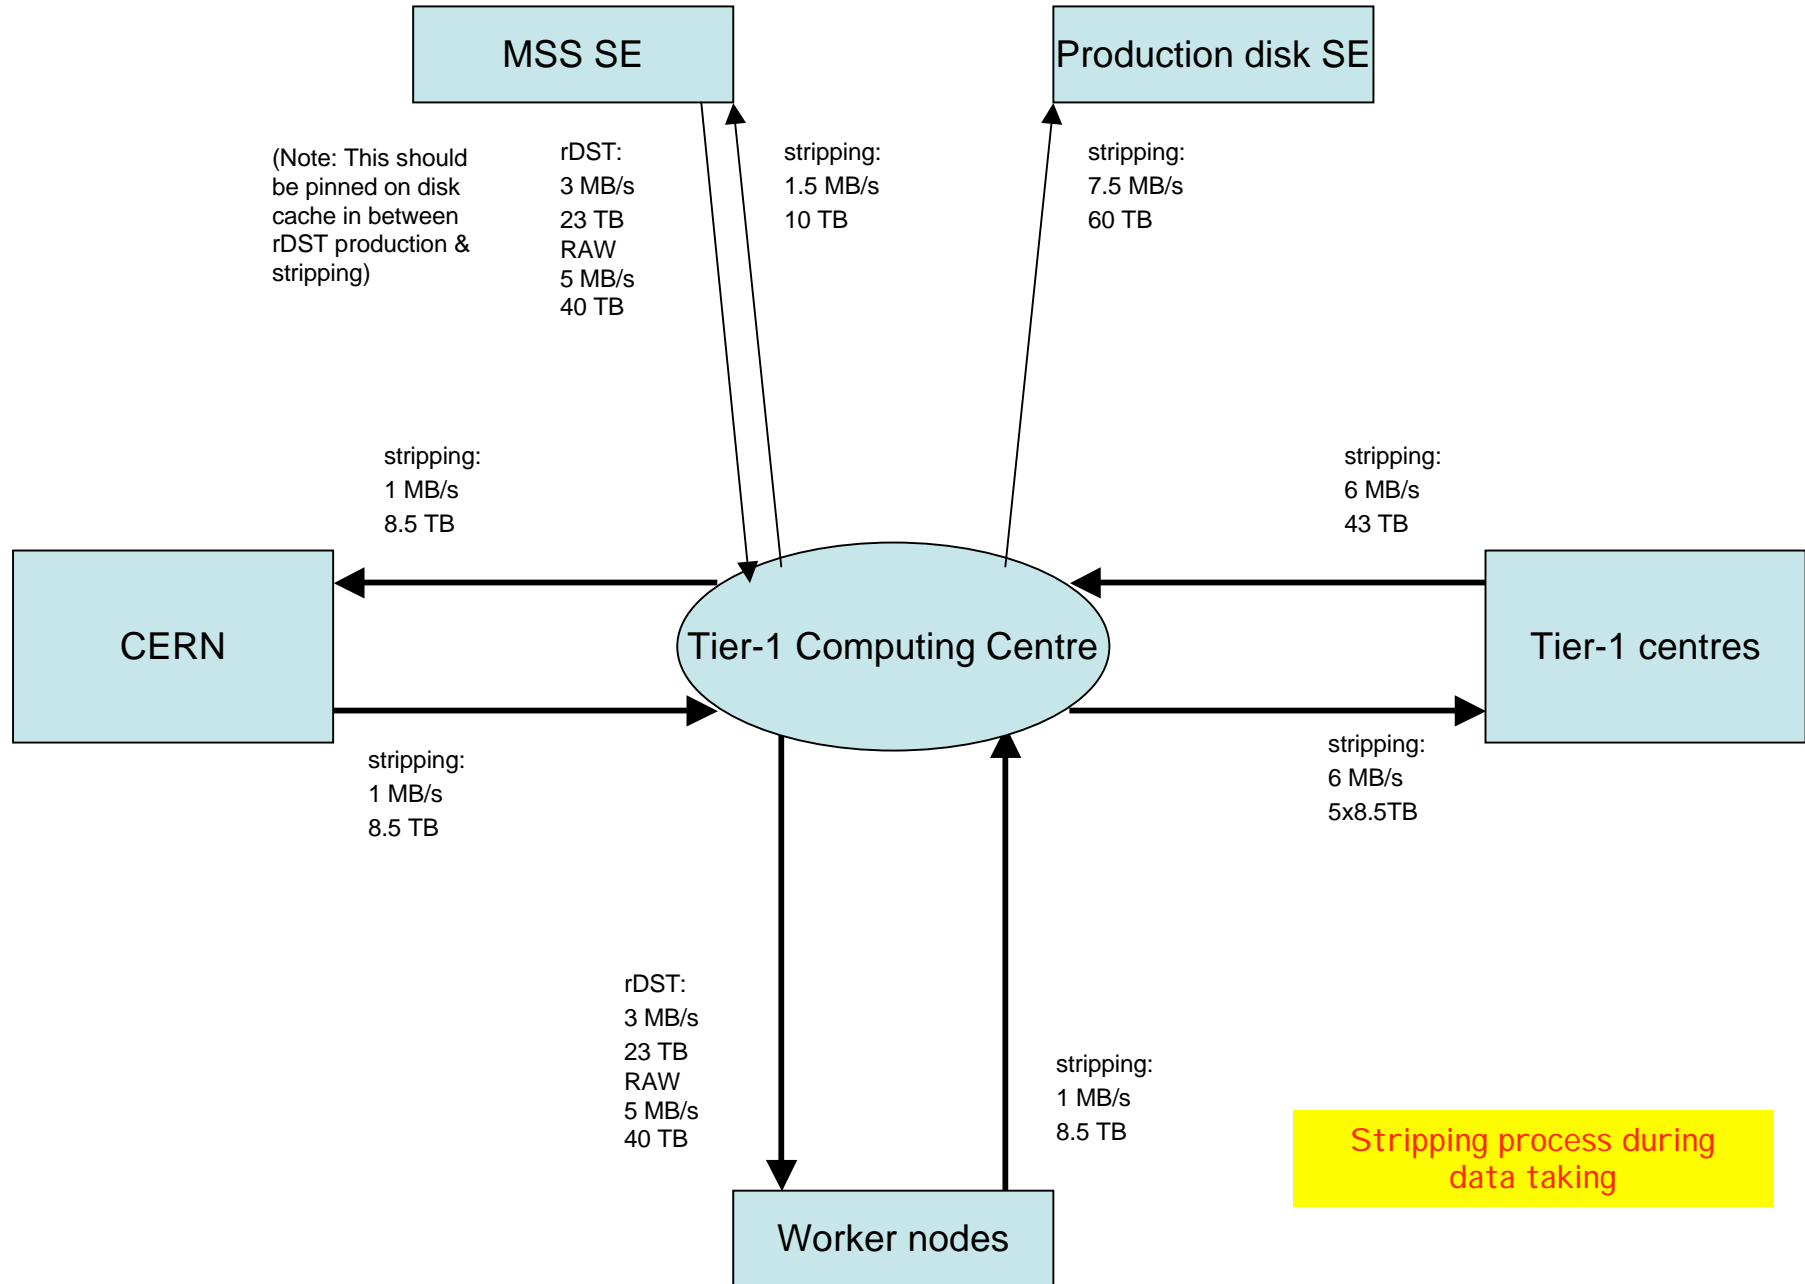 MSS SE
Production disk SE
(Note: This should
be pinned on disk
cache in between
rDST production &
stripping)
rDST:
3 MB/s
23 TB
RAW
5 MB/s
40 TB
stripping:
1.5 MB/s
10 TB
stripping:
7.5 MB/s
60 TB
stripping:
1 MB/s
8.5 TB
stripping:
6 MB/s
43 TB
CERN
Tier-1 Computing Centre
Tier-1 centres
stripping:
1 MB/s
8.5 TB
stripping:
6 MB/s
5x8.5TB
rDST:
3 MB/s
23 TB
RAW
5 MB/s
40 TB
stripping:
1 MB/s
8.5 TB
Stripping process during
data taking
Worker nodes